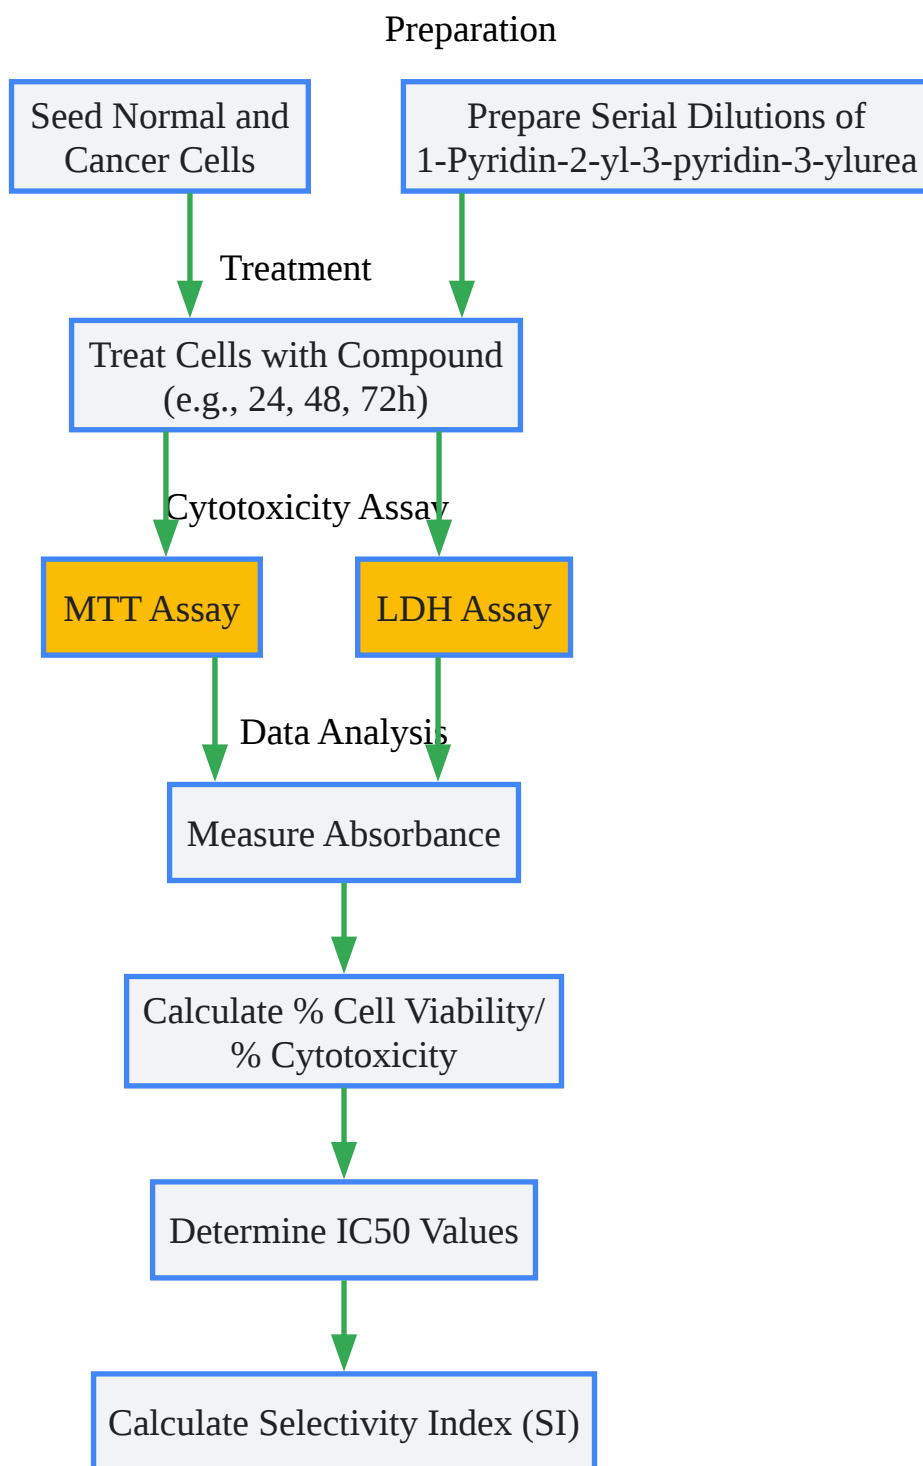 Preparation
Seed Normal and
Cancer Cells
Prepare Serial Dilutions of
1-Pyridin-2-yl-3-pyridin-3-ylurea
Treatment
Treat Cells with Compound
(e.g., 24, 48, 72h)
Cytotoxicity Assay
MTT Assay
LDH Assay
Data Analysis
Measure Absorbance
Calculate % Cell Viability/
% Cytotoxicity
Determine IC50 Values
Calculate Selectivity Index (SI)